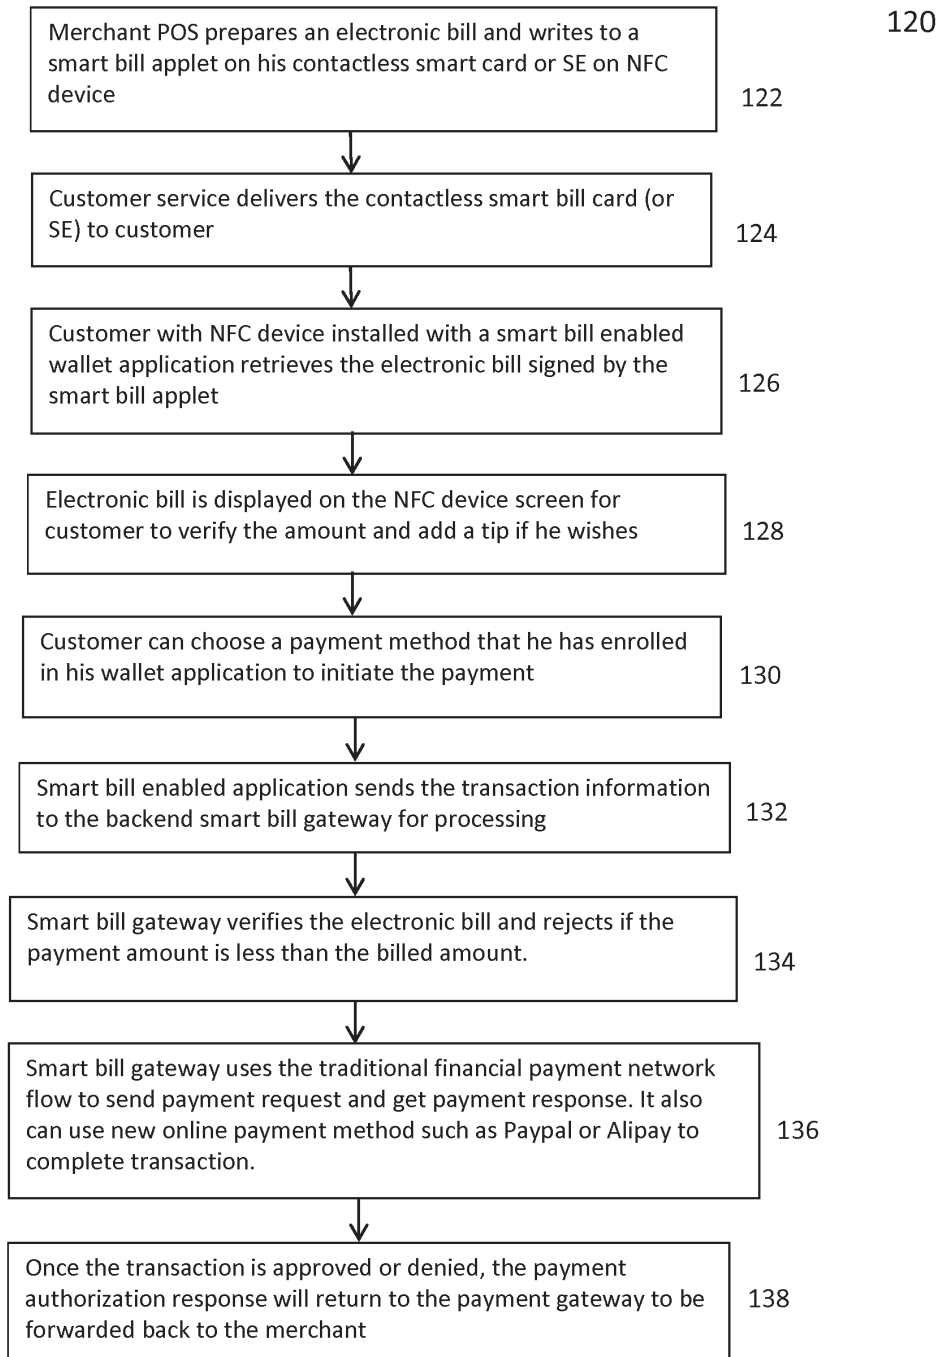 120
Merchant POS prepares an electronic bill and writes to a
smart bill applet on his contactless smart card or SE on NFC
device
122
Customer service delivers the contactless smart bill card (or
SE) to customer
124
Customer with NFC device installed with a smart bill enabled
wallet application retrieves the electronic bill signed by the
smart bill applet
126
Electronic bill is displayed on the NFC device screen for
customer to verify the amount and add a tip if he wishes
128
Customer can choose a payment method that he has enrolled
in his wallet application to initiate the payment
130
Smart bill enabled application sends the transaction information
to the backend smart bill gateway for processing
132
Smart bill gateway verifies the electronic bill and rejects if the
payment amount is less than the billed amount.
134
Smart bill gateway uses the traditional financial payment network
flow to send payment request and get payment response. It also
can use new online payment method such as Paypal or Alipay to
complete transaction.
136
Once the transaction is approved or denied, the payment
authorization response will return to the payment gateway to be
forwarded back to the merchant
138